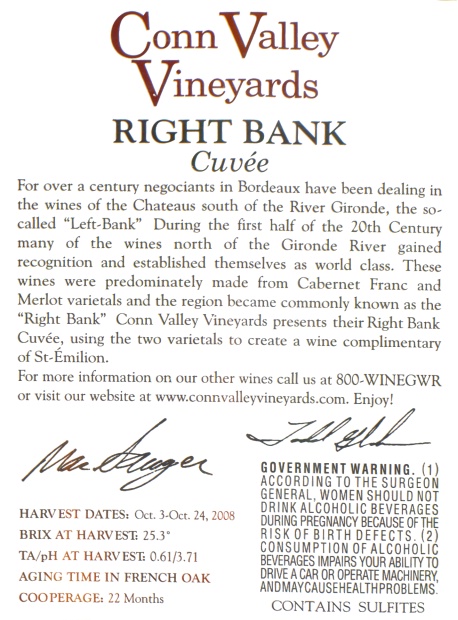 Conn Valley
Vineyards
RIGHT BANK
Cuvée
For over a century negociants in Bordeaux have been dealing in
the wines of the Chateaus south of the River Gironde, the so-
called "Left-Bank" During the first half of the 20th Century
many of the wines north of the Gironde River gained
recognition and established themselves as world class. These
wines were predominately made from Cabernet Franc and
Merlot varietals and the region became commonly known as the
"Right Bank" Conn Valley Vineyards presents their Right Bank
Cuvée, using the two varietals to create a wine complimentary
of St-Émilion.
For more information on our other wines call us at 800-WINEGWR
or visit our website at www.connvalleyvineyards.com. Enjoy!
HARVEST DATES: Oct. 3-Oct. 24, 2008
BRIX AT HARVEST: 25.3°
TA/pH AT HARVEST: 0.61/3.71
AGING TIME IN FRENCH OAK
COOPERAGE: 22 Months
GOVERNMENT WARNING. (1)
ACCORDING TO THE SURGEON
GENERAL, WOMEN SHOULD NOT
DRINK ALCOHOLIC BEVERAGES
DURING PREGNANCY BECAUSE OF THE
RISK OF BIRTH DEFECTS. (2)
CONSUMPTION OF ALCOHOLIC
BEVERAGES IMPAIRS YOUR ABILITY TO
DRIVE A CAR OR OPERATE MACHINERY,
AND MAY CAUSE HEALTH PROBLEMS.
CONTAINS SULFITES